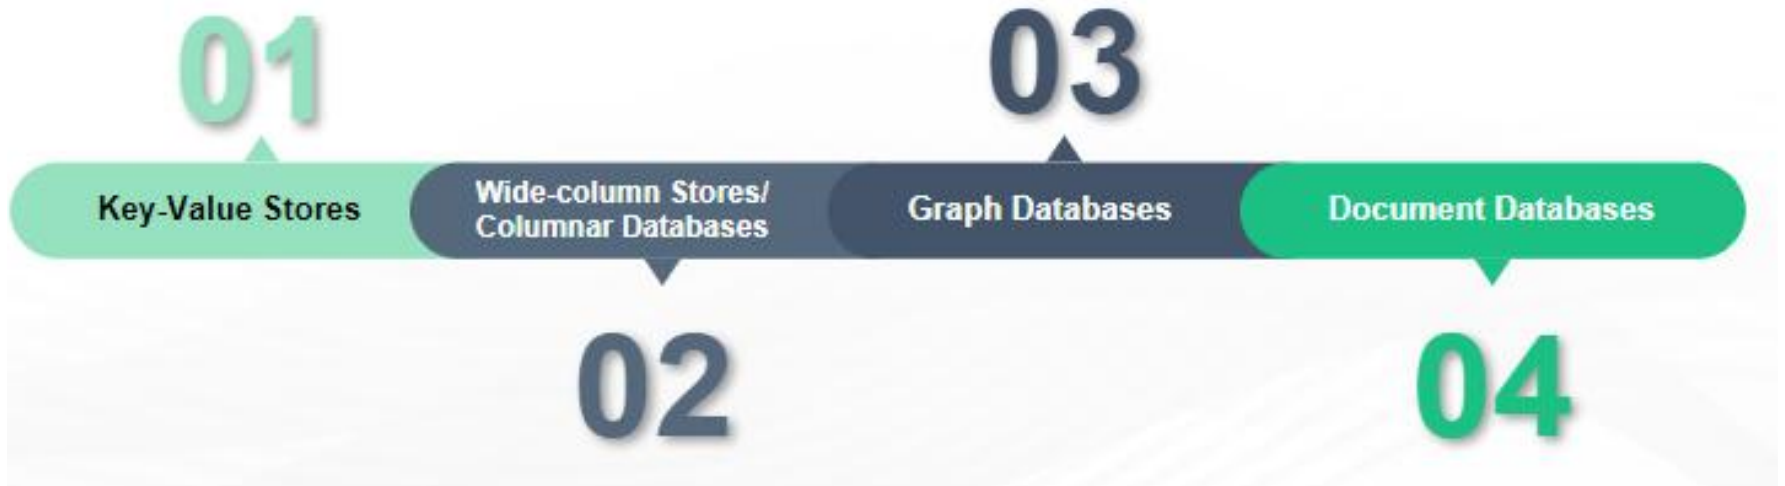 01
Key-Value Stores
Wide-column Stores/
Columnar Databases
02
03
Graph Databases
Document Databases
04